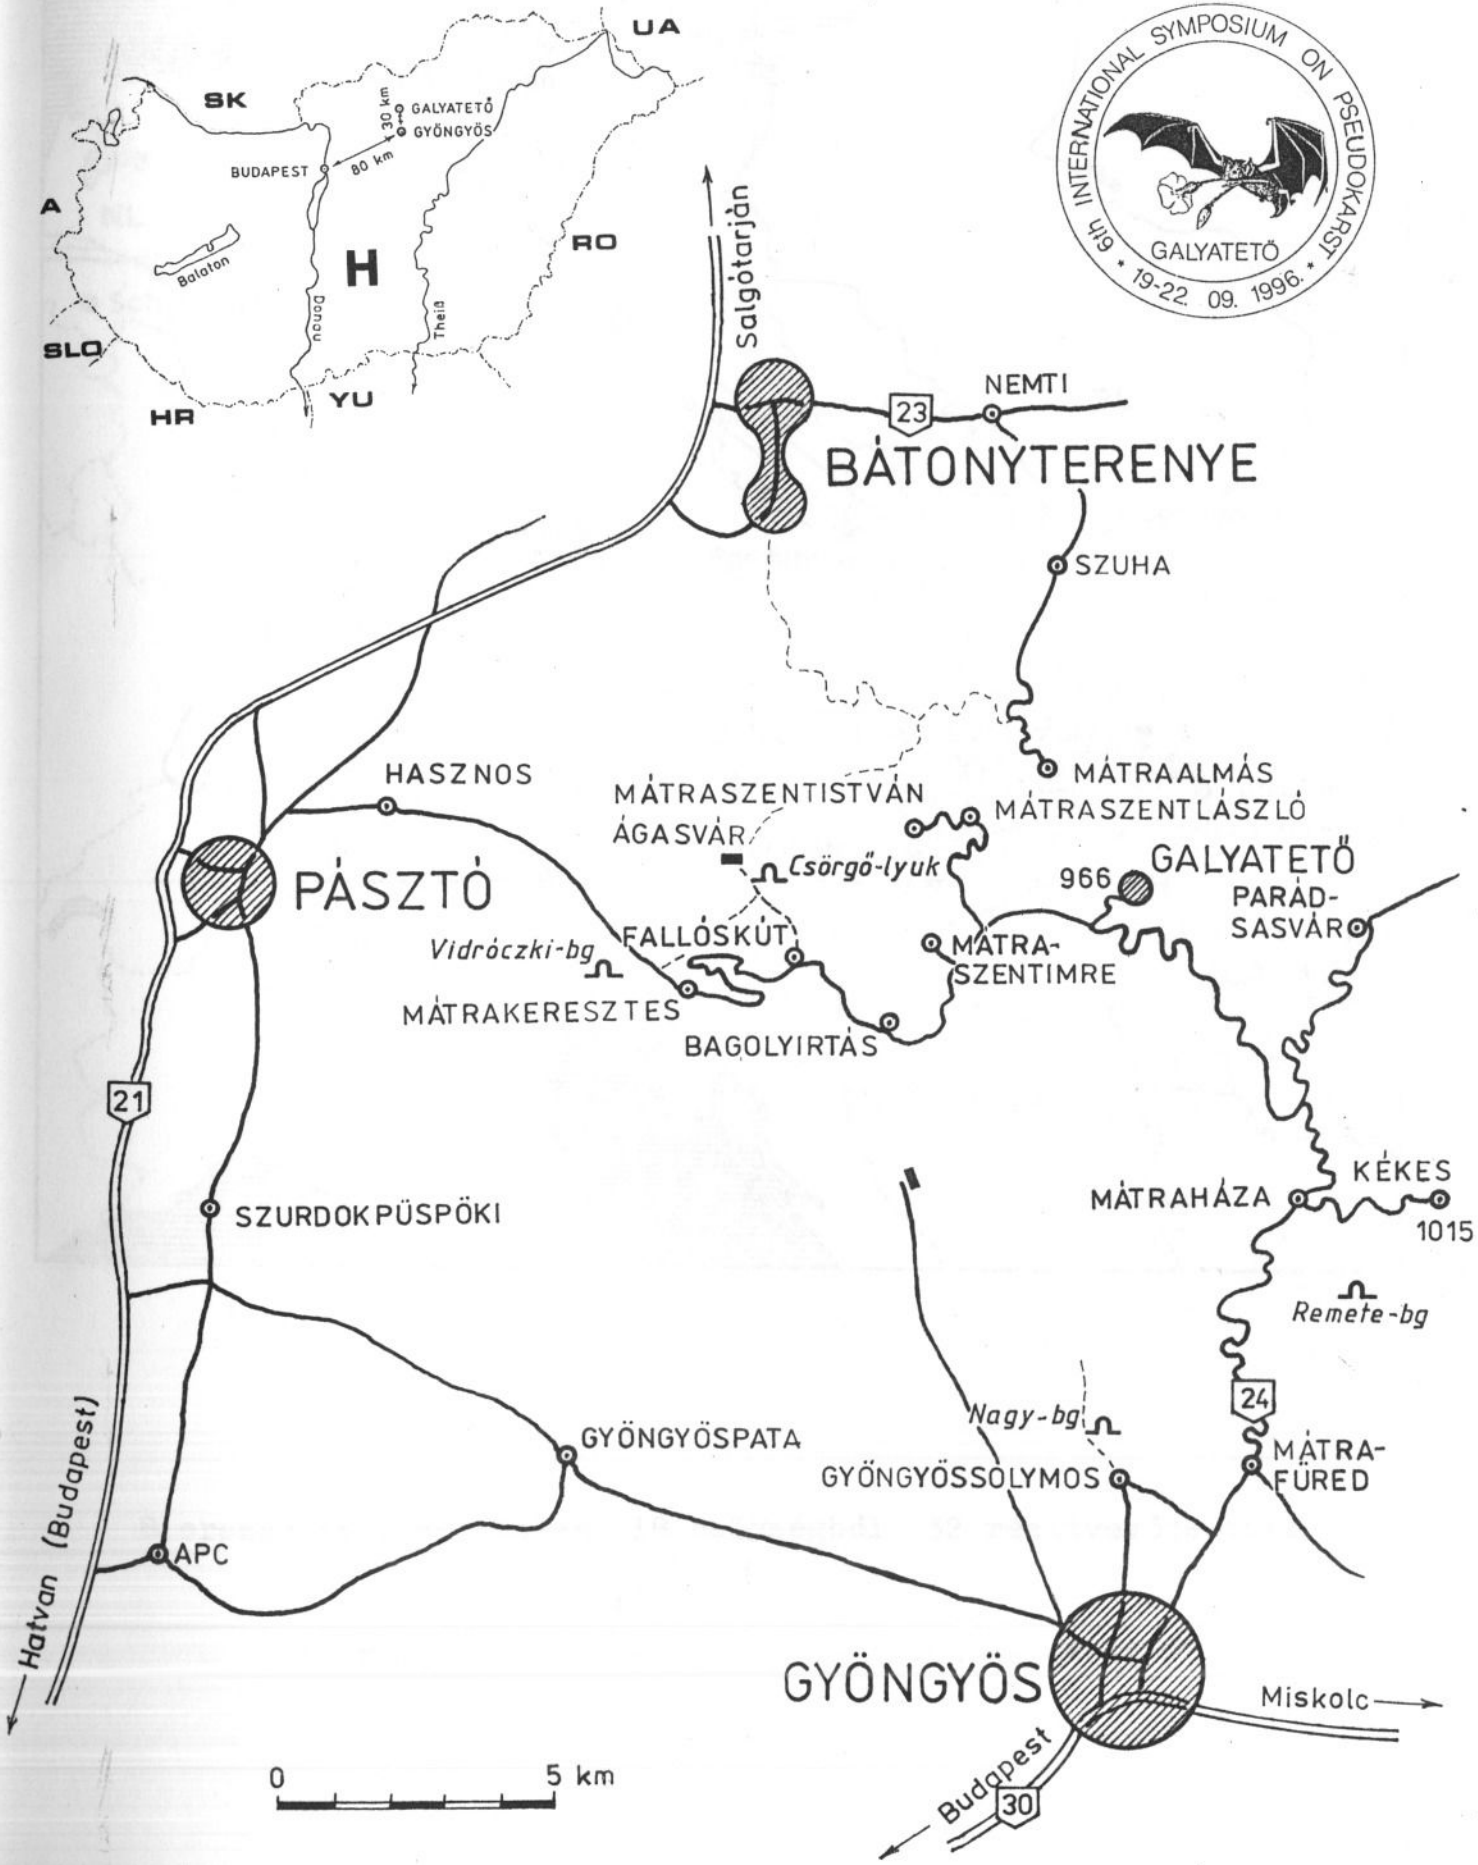 UA
SK
30 km
GALYATETŐ
GYÖNGYÖS
BUDAPEST
80 km
A
RO
Balaton
H
Donau
Theiß
SLO
HR
YU
6th INTERNATIONAL SYMPOSIUM ON PSEUDOKARST
GALYATETŐ
* 19-22. 09. 1996. *
Salgótarján
NEMTI
23
BÁTONYTERENYE
SZUHA
HASZNOS
MÁTRAALMÁS
MÁTRASZENTISTVÁN
MÁTRASZENTLÁSZLÓ
ÁGASVÁR
Csörgő-lyuk
GALYATETŐ
966
PÁSZTÓ
PARÁD-
SASVÁR
Vidróczki-bg
FALLÓSKÚT
MÁTRA-
SZENTIMRE
MÁTRAKERESZTES
BAGOLYIRTÁS
21
KÉKES
MÁTRAHÁZA
1015
SZURDOKPÜSPÖKI
Remete-bg
24
Nagy-bg
GYÖNGYÖSPATA
MÁTRA-
FÜRED
GYÖNGYÖSSOLYMOS
Hatvan (Budapest)
APC
GYÖNGYÖS
Miskolc
Budapest
30
0 5 km